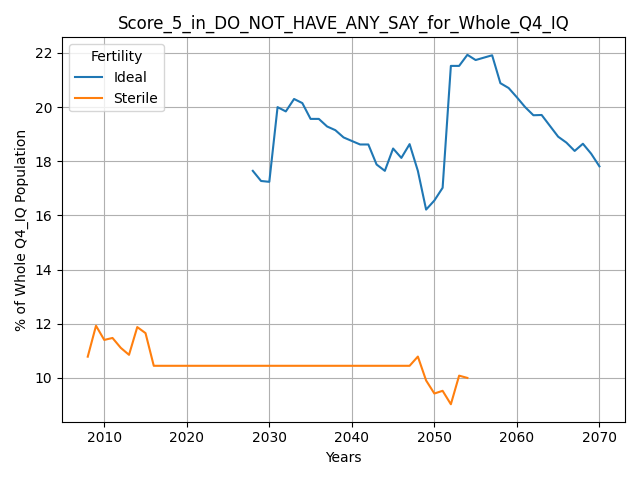 Score_5_in_DO_NOT_HAVE_ANY_SAY_for_Whole_Q4_IQ
Fertility
Ideal
Sterile
% of Whole Q4_IQ Population
22
20
18
16
14
12
10
2010 2020 2030 2040 2050 2060 2070
Years